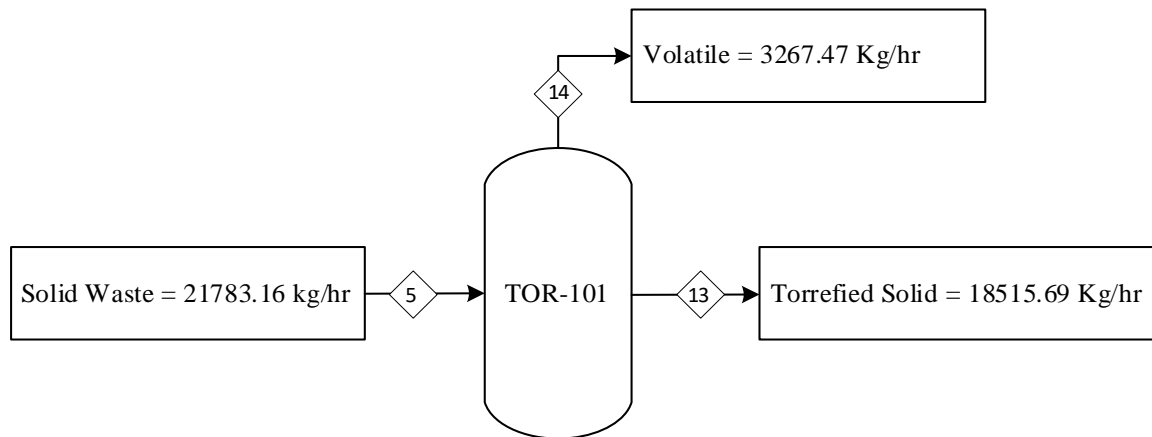 Volatile = 3267.47 Kg/hr
14
Solid Waste = 21783.16 kg/hr
5
TOR-101
13
Torrefied Solid = 18515.69 Kg/hr